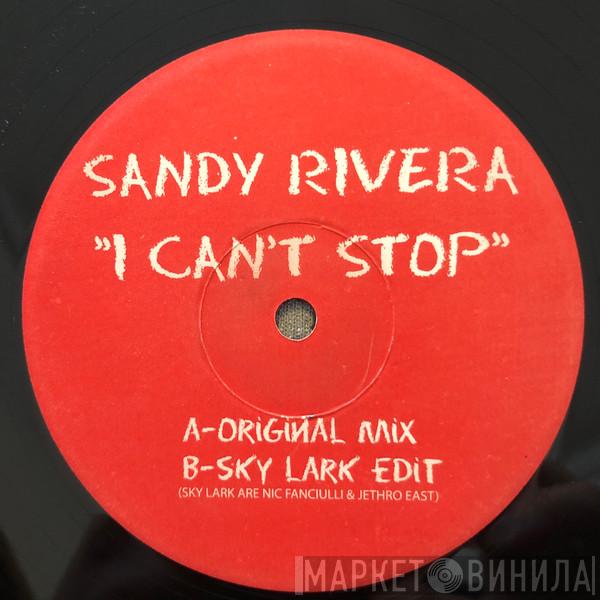 SANDY RIVERA
"I CAN'T STOP"
A-ORIGINAL MIX
B-SKY LARK EDIT
(SKY LARK ARE NIC FANCIULLI & JETHRO EAST)
МАРКЕТ ВИНИЛА